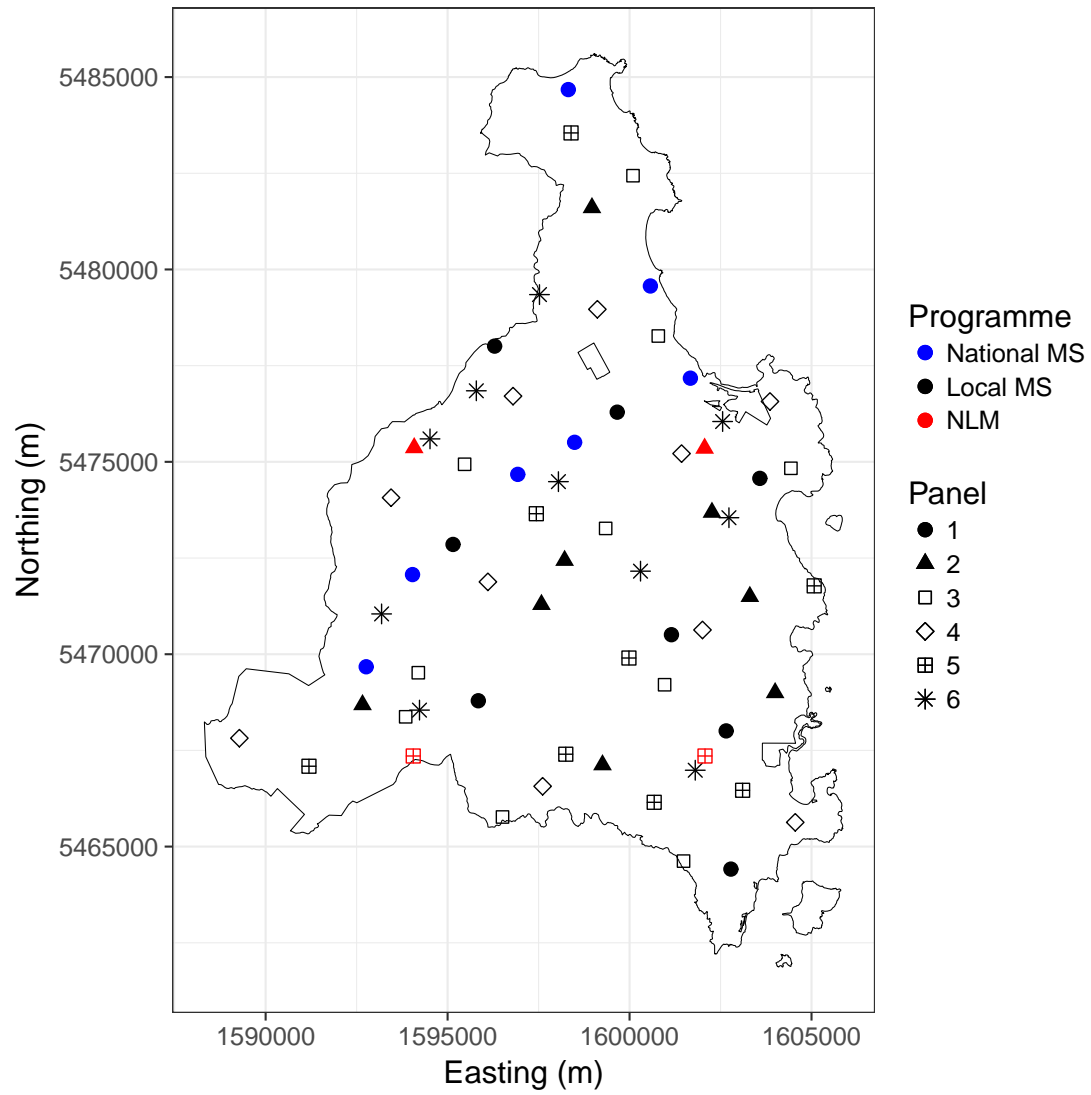 5485000
5480000
5475000
5470000
5465000
Northing (m)
1590000
1595000
1600000
1605000
Easting (m)
Programme
National MS
Local MS
NLM
Panel
1
2
3
4
5
6